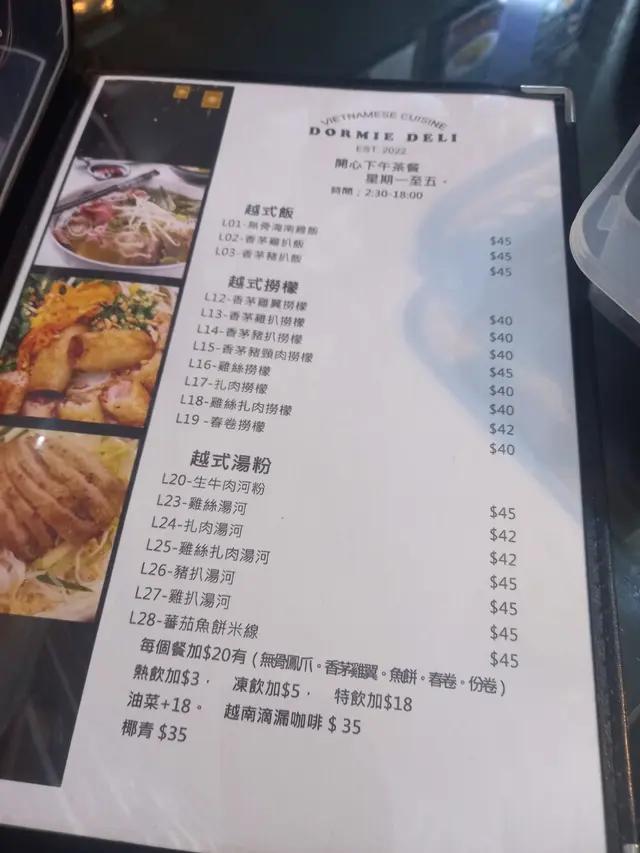 VIETNAMESE CUISINE
DORMIE DELI
EST 2022
開心下午茶餐
星期一至五。
時間；2:30-18:00
越式飯
L01-無骨海南雞飯 $45
L02-香茅雞扒飯 $45
L03-香茅豬扒飯 $45
越式撈檬
L12-香茅雞翼撈檬 $40
L13-香茅雞扒撈檬 $40
L14-香茅豬扒撈檬 $40
L15-香茅豬頸肉撈檬 $45
L16-雞絲撈檬 $40
L17-扎肉撈檬 $40
L18-雞絲扎肉撈檬 $42
L19 -春卷撈檬 $40
越式湯粉
L20-生牛肉河粉 $45
L23-雞絲湯河 $42
L24-扎肉湯河 $42
L25-雞絲扎肉湯河 $45
L26-豬扒湯河 $45
L27-雞扒湯河 $45
L28-蕃茄魚餅米線 $45
每個餐加$20有 ( 無骨鳳爪。香茅雞翼。魚餅。春卷。份卷 )
熱飲加$3， 凍飲加$5， 特飲加$18
油菜+18。 越南滴漏咖啡 $ 35
椰青 $35